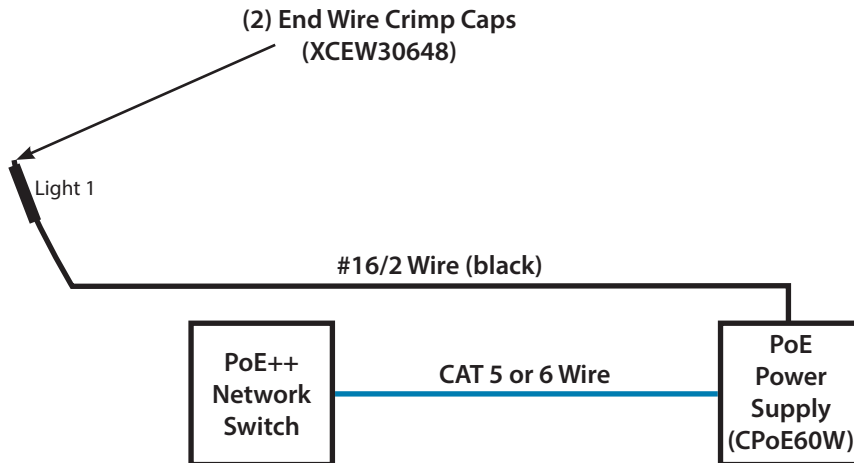 (2) End Wire Crimp Caps
(XCEW30648)
Light 1
#16/2 Wire (black)
PoE++
Network
Switch
CAT 5 or 6 Wire
PoE
Power
Supply
(CPoE60W)